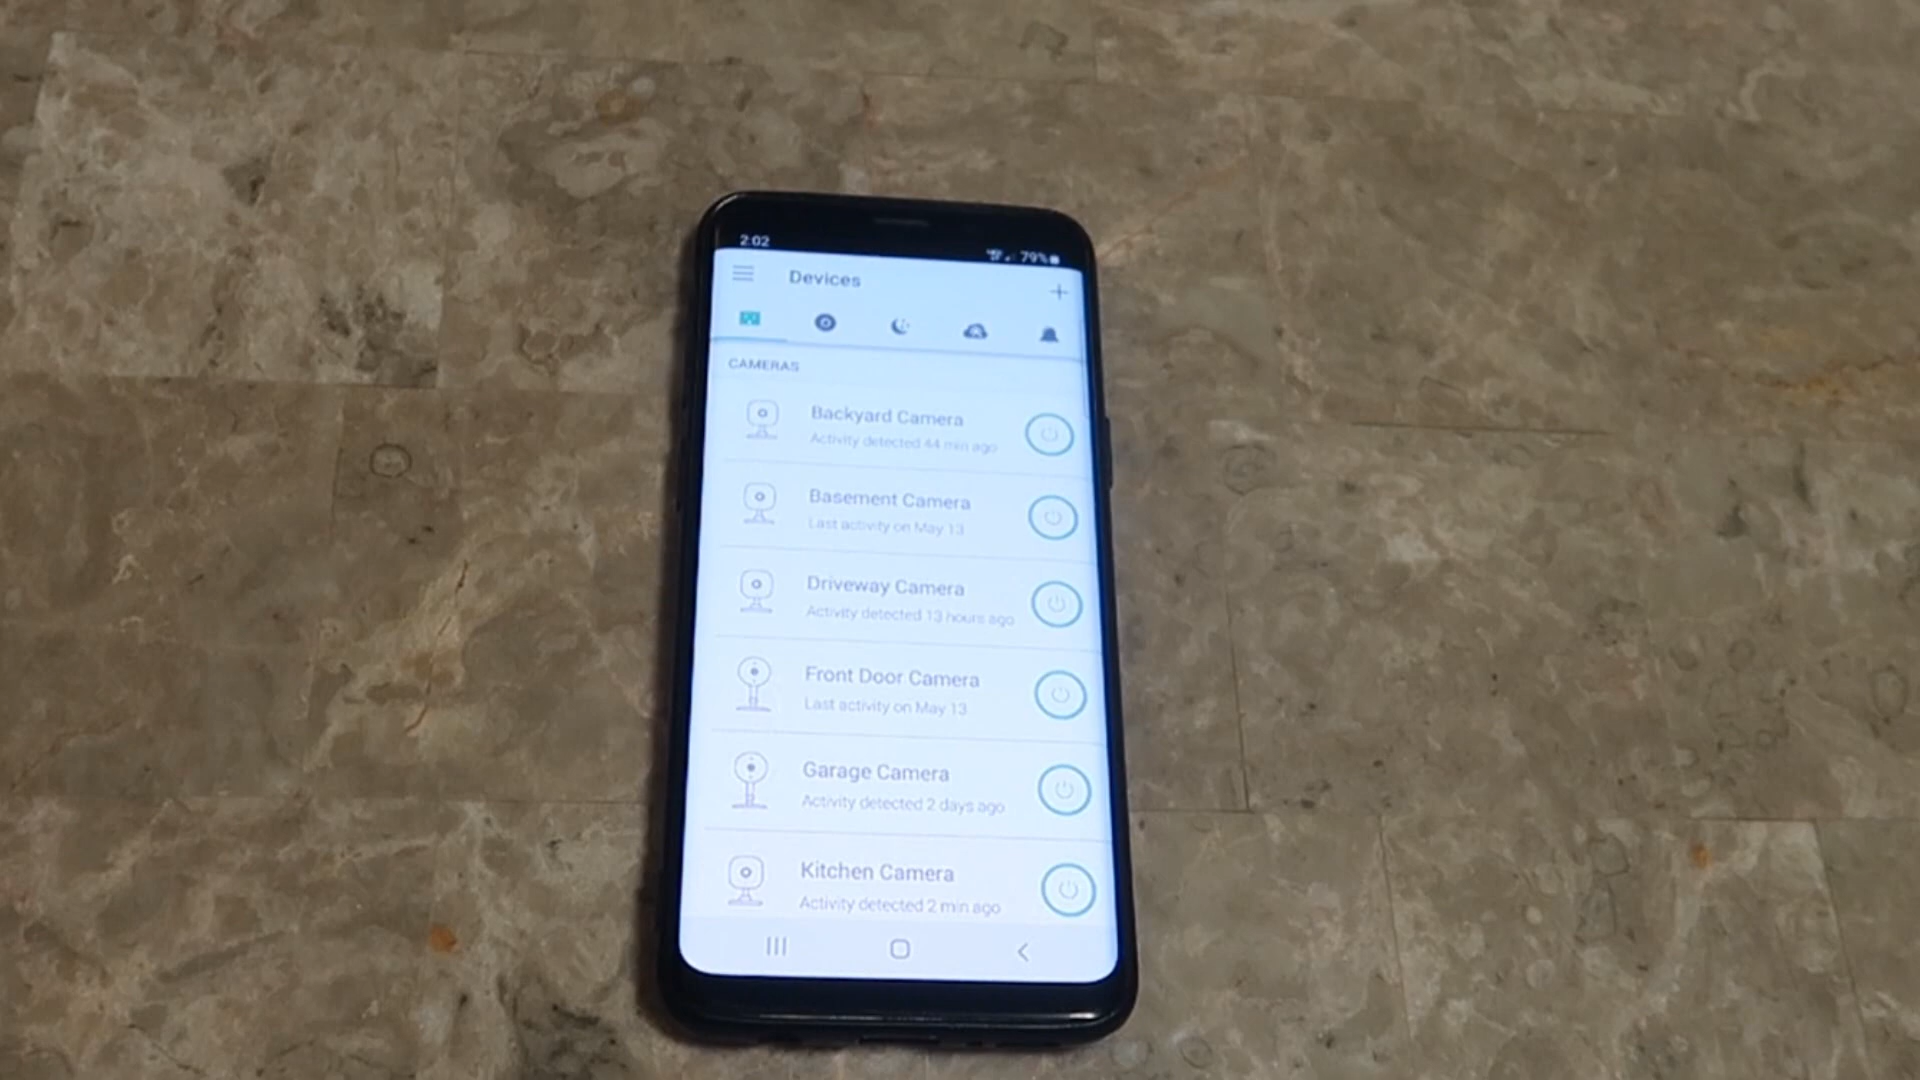 2:02
79%
Devices
CAMERAS
Backyard Camera
Activity detected 44 min ago
Basement Camera
Last activity on May 13
Driveway Camera
Activity detected 13 hours ago
Front Door Camera
Last activity on May 13
Garage Camera
Activity detected 2 days ago
Kitchen Camera
Activity detected 2 min ago